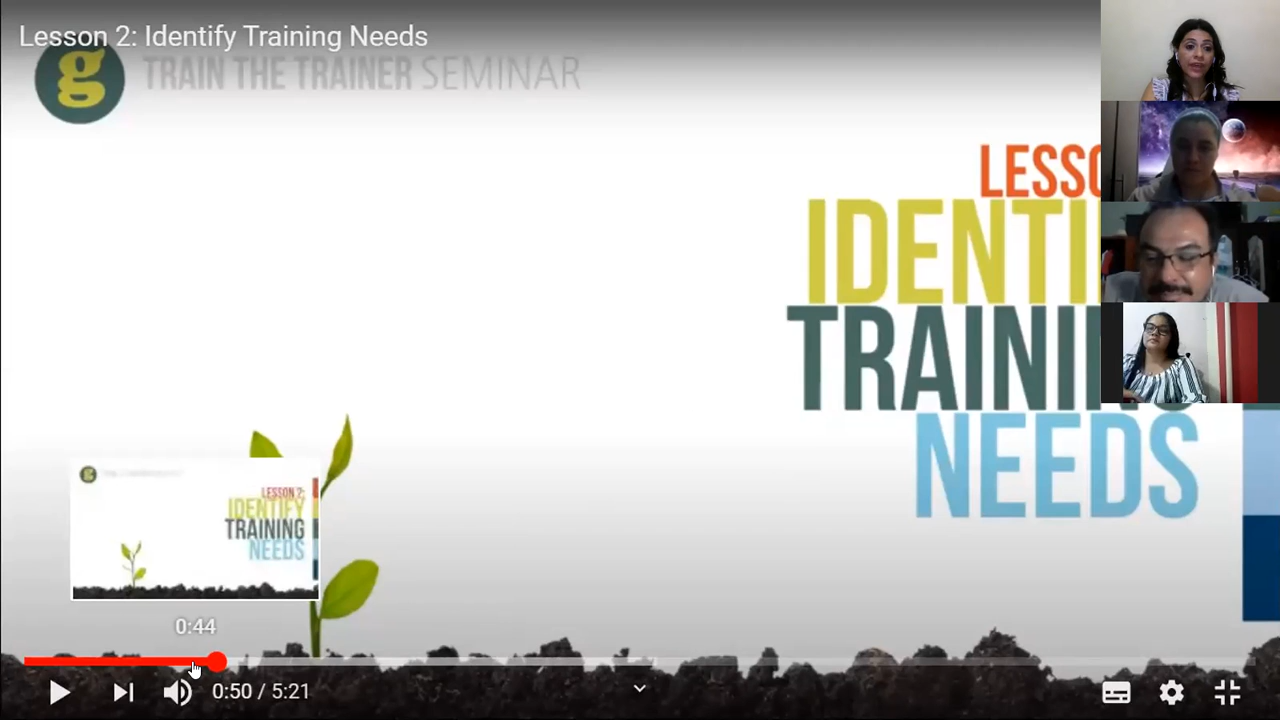 Lesson 2: Identify Training Needs
g TRAIN THE TRAINER SEMINAR
LESSO
IDENTI
TRAININ
NEEDS
g
LESSON 2:
IDENTIFY
TRAINING
NEEDS
0:44
0:50 / 5:21